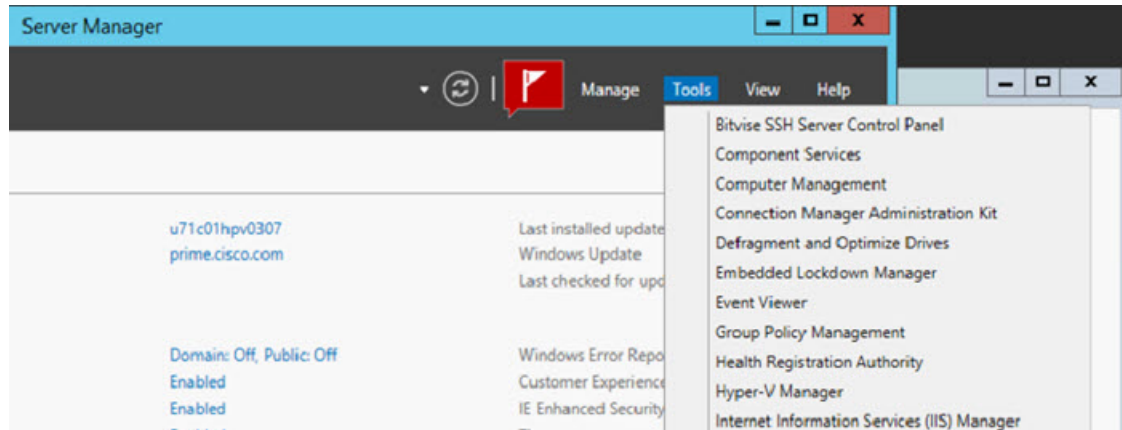 Server Manager
Manage Tools View Help
Bitvise SSH Server Control Panel
Component Services
Computer Management
Connection Manager Administration Kit
Defragment and Optimize Drives
Embedded Lockdown Manager
Event Viewer
Group Policy Management
Health Registration Authority
Hyper-V Manager
Internet Information Services (IIS) Manager
u71c01hpv0307 Last installed update
prime.cisco.com Windows Update
Last checked for upd
Domain: Off, Public: Off Windows Error Repo
Enabled Customer Experience
Enabled IE Enhanced Security